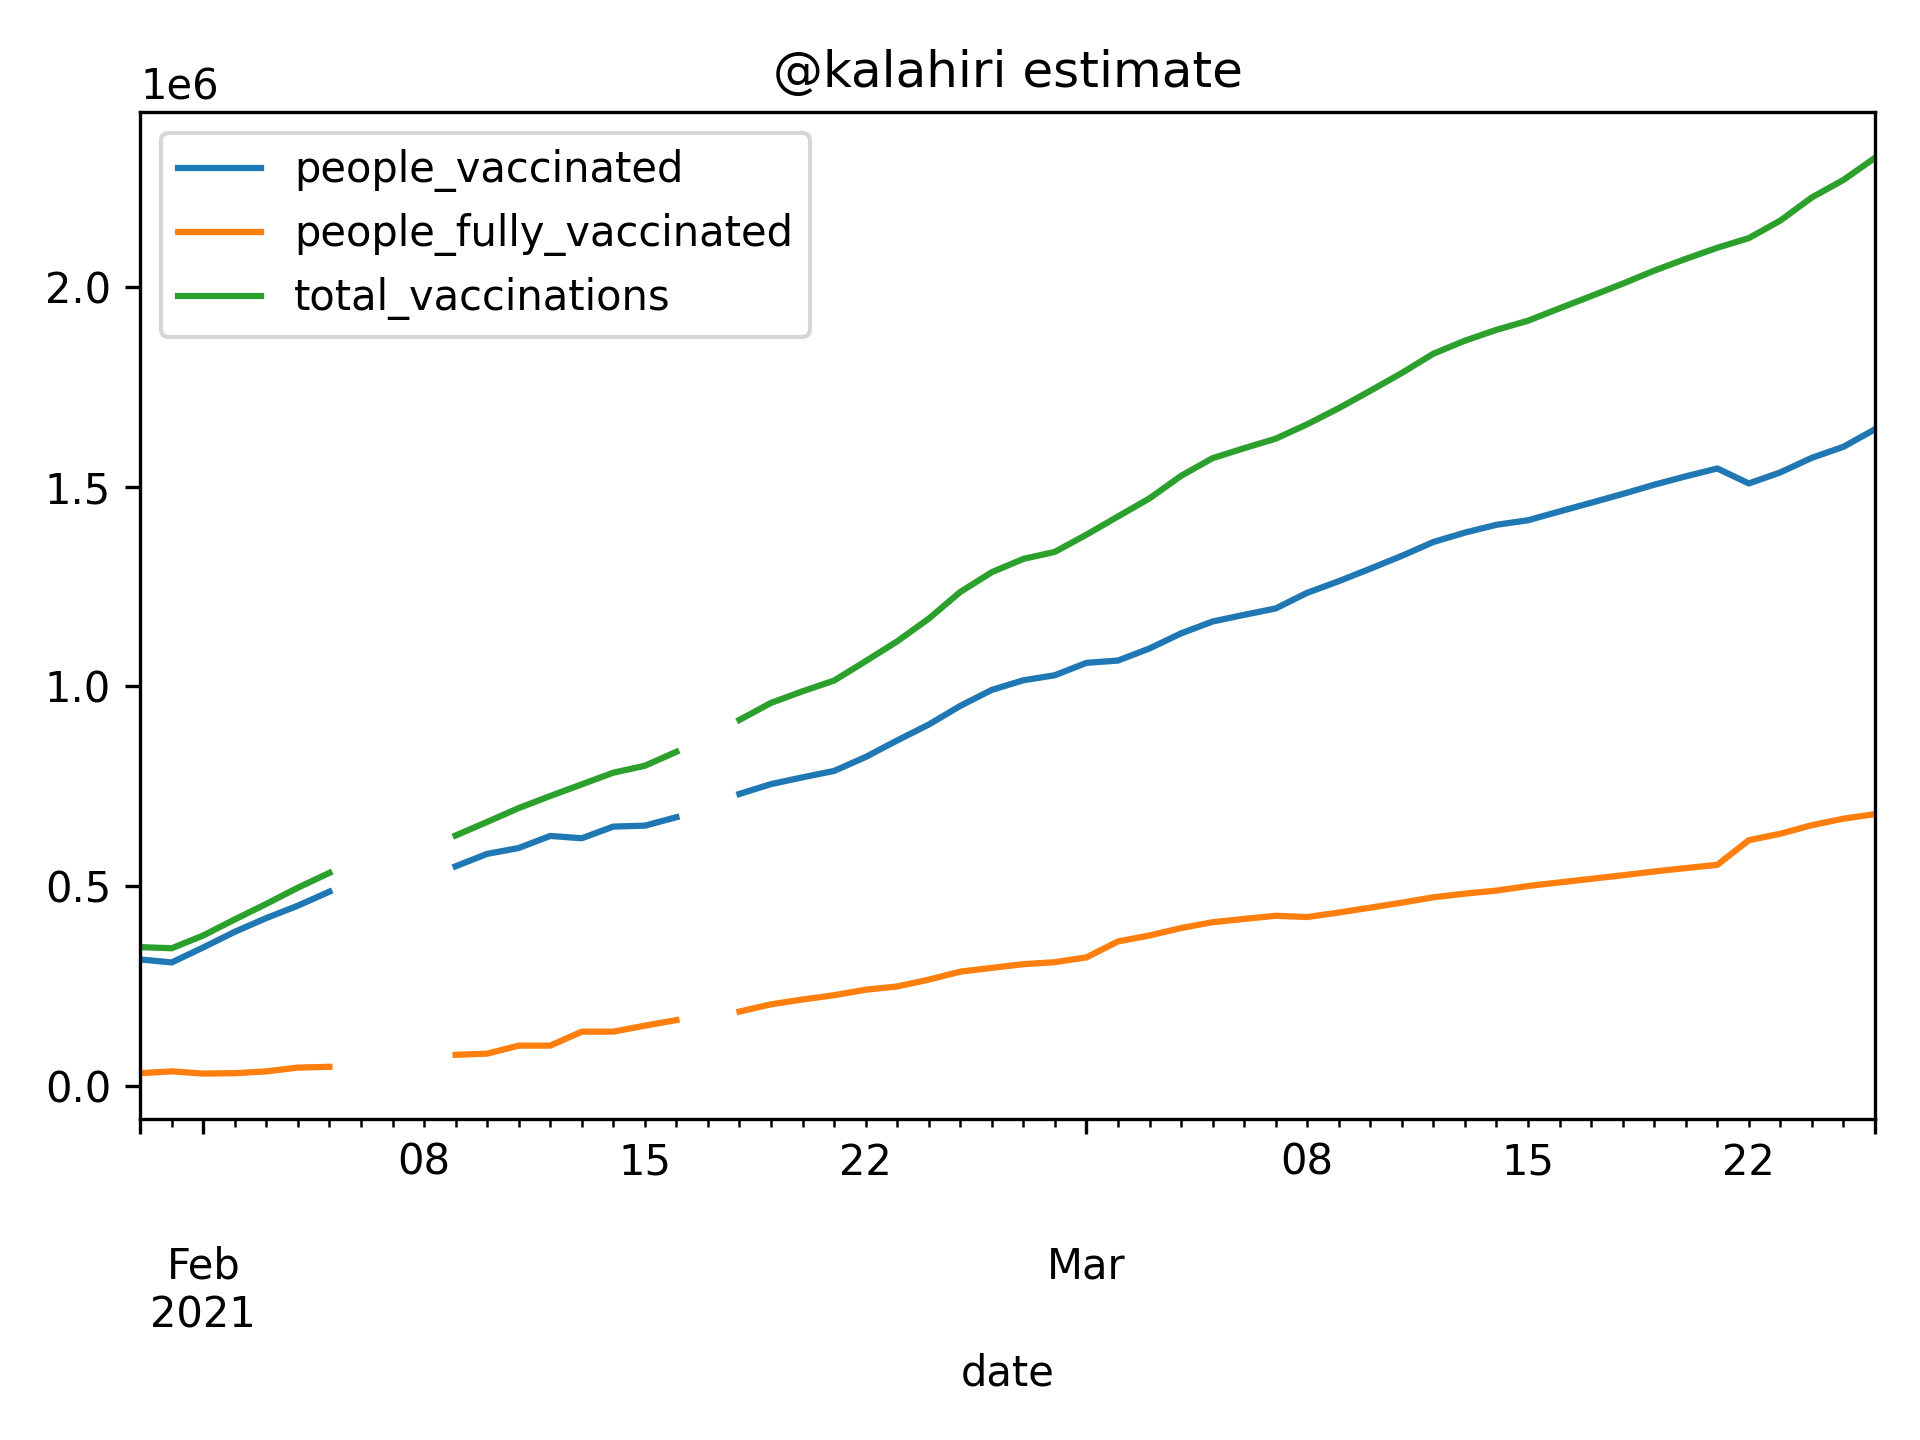 @kalahiri estimate
1e6
people_vaccinated
people_fully_vaccinated
total_vaccinations
2.0
1.5
1.0
0.5
0.0
08 15 22 08 15 22
Feb Mar
2021
date